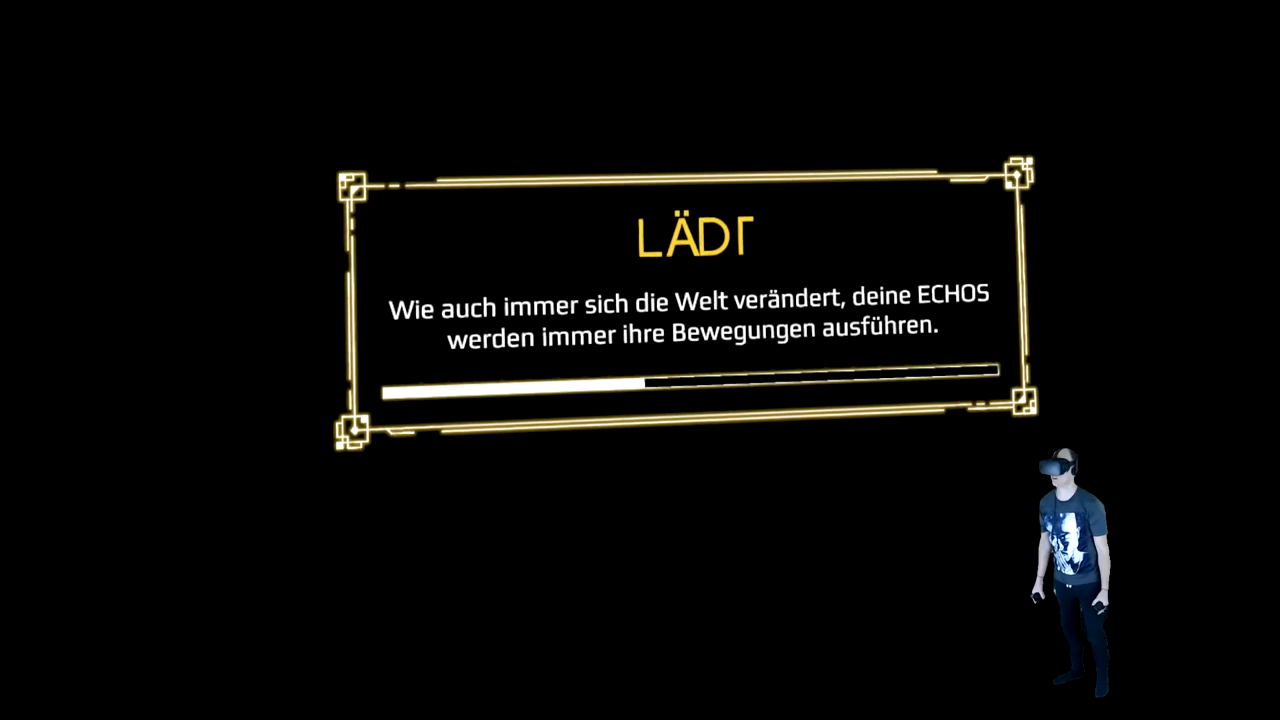 LÄDT
Wie auch immer sich die Welt verändert, deine ECHOS
werden immer ihre Bewegungen ausführen.